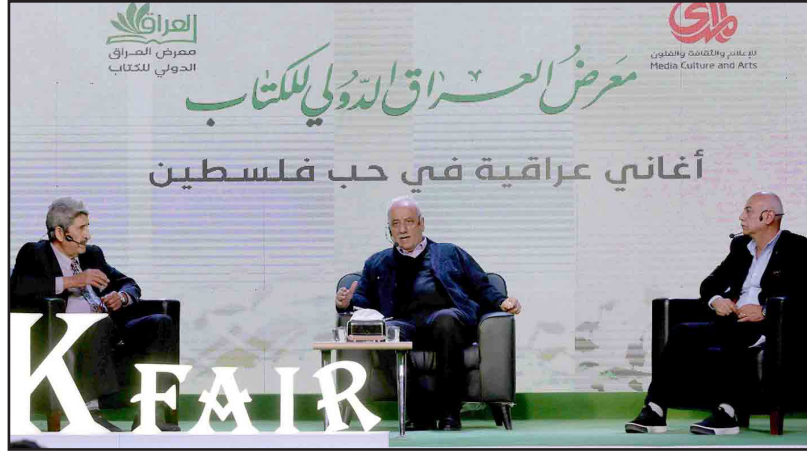 العراق
معرض العراق
الدولي للكتاب
المدى
للإعلام والثقافة والفنون
Media Culture and Arts
معرض العراق الدولي للكتاب
أغاني عراقية في حب فلسطين
K FAIR